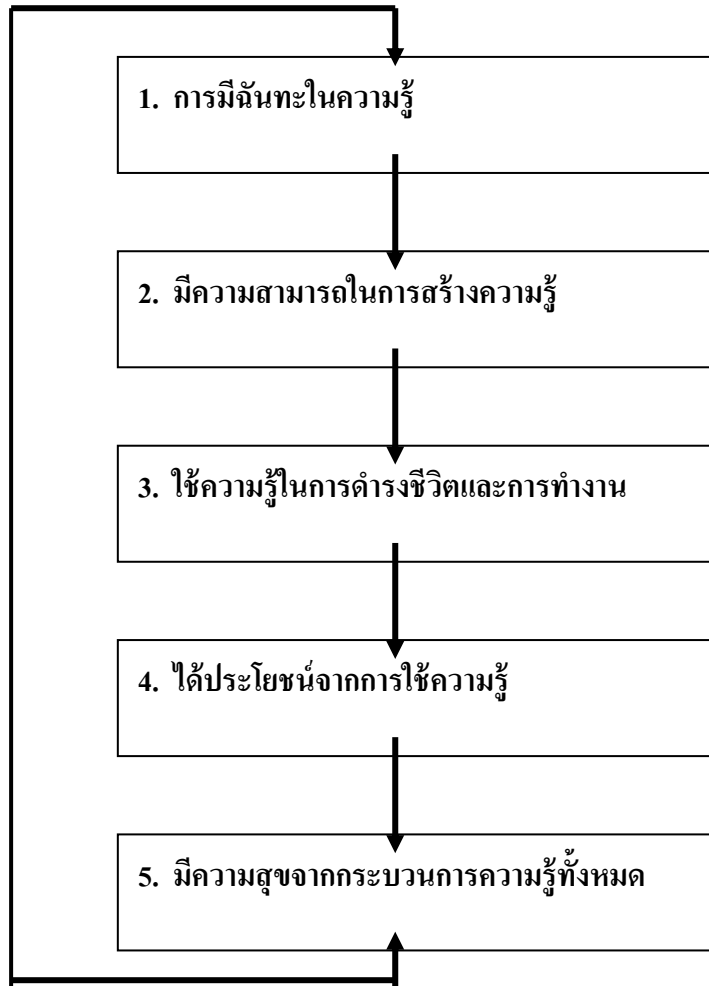 1. การมีฉันทะในความรู้
2. มีความสามารถในการสร้างความรู้
3. ใช้ความรู้ในการดำรงชีวิตและการทำงาน
4. ได้ประโยชน์จากการใช้ความรู้
5. มีความสุขจากกระบวนการความรู้ทั้งหมด